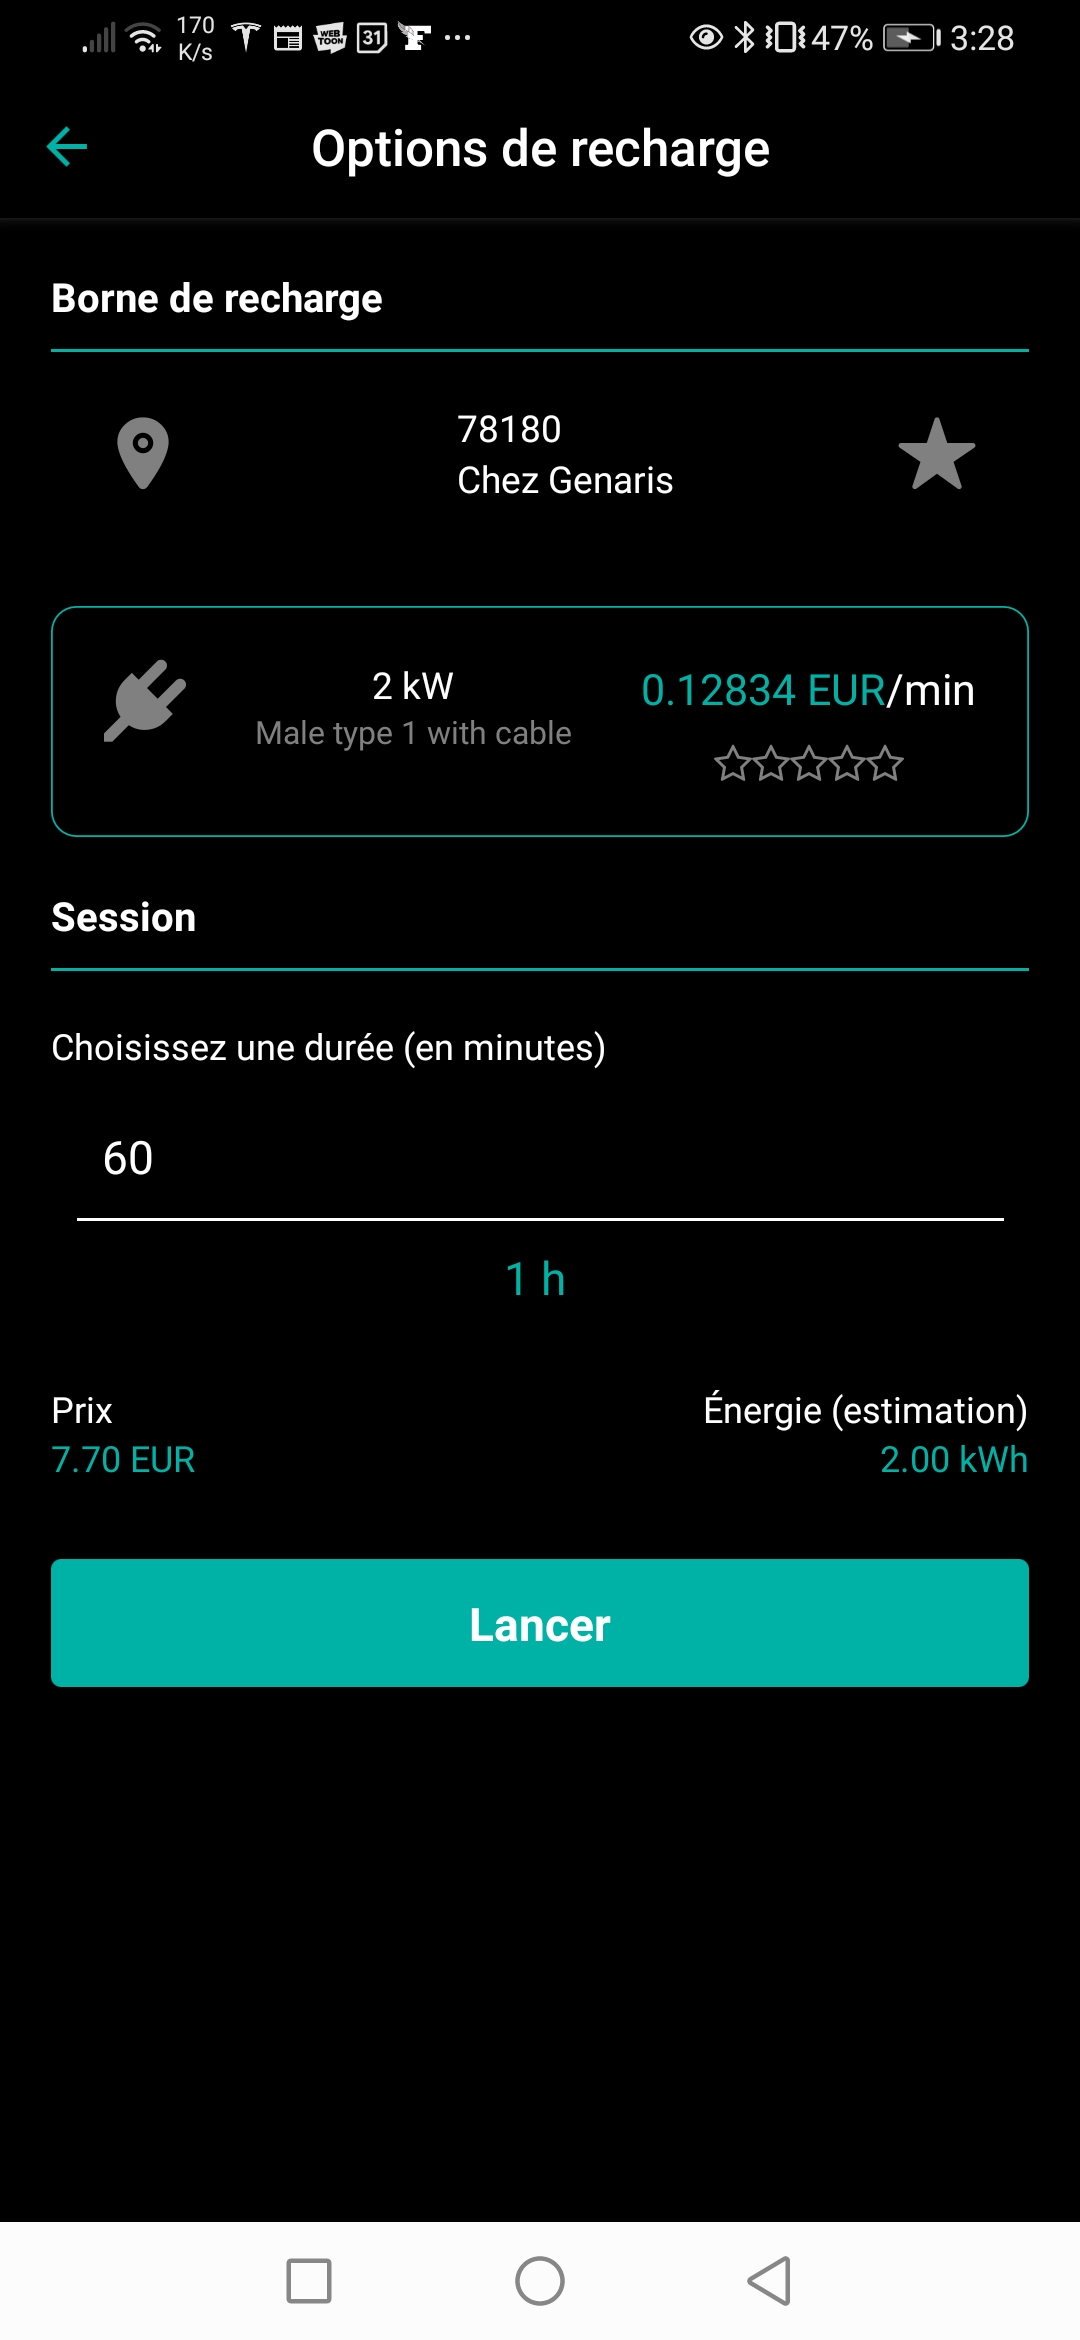 170
K/s
WEB
TOON
31
47%
3:28
Options de recharge
Borne de recharge
78180
Chez Genaris
2 kW
Male type 1 with cable
0.12834 EUR/min
Session
Choisissez une durée (en minutes)
60
1 h
Prix
7.70 EUR
Énergie (estimation)
2.00 kWh
Lancer